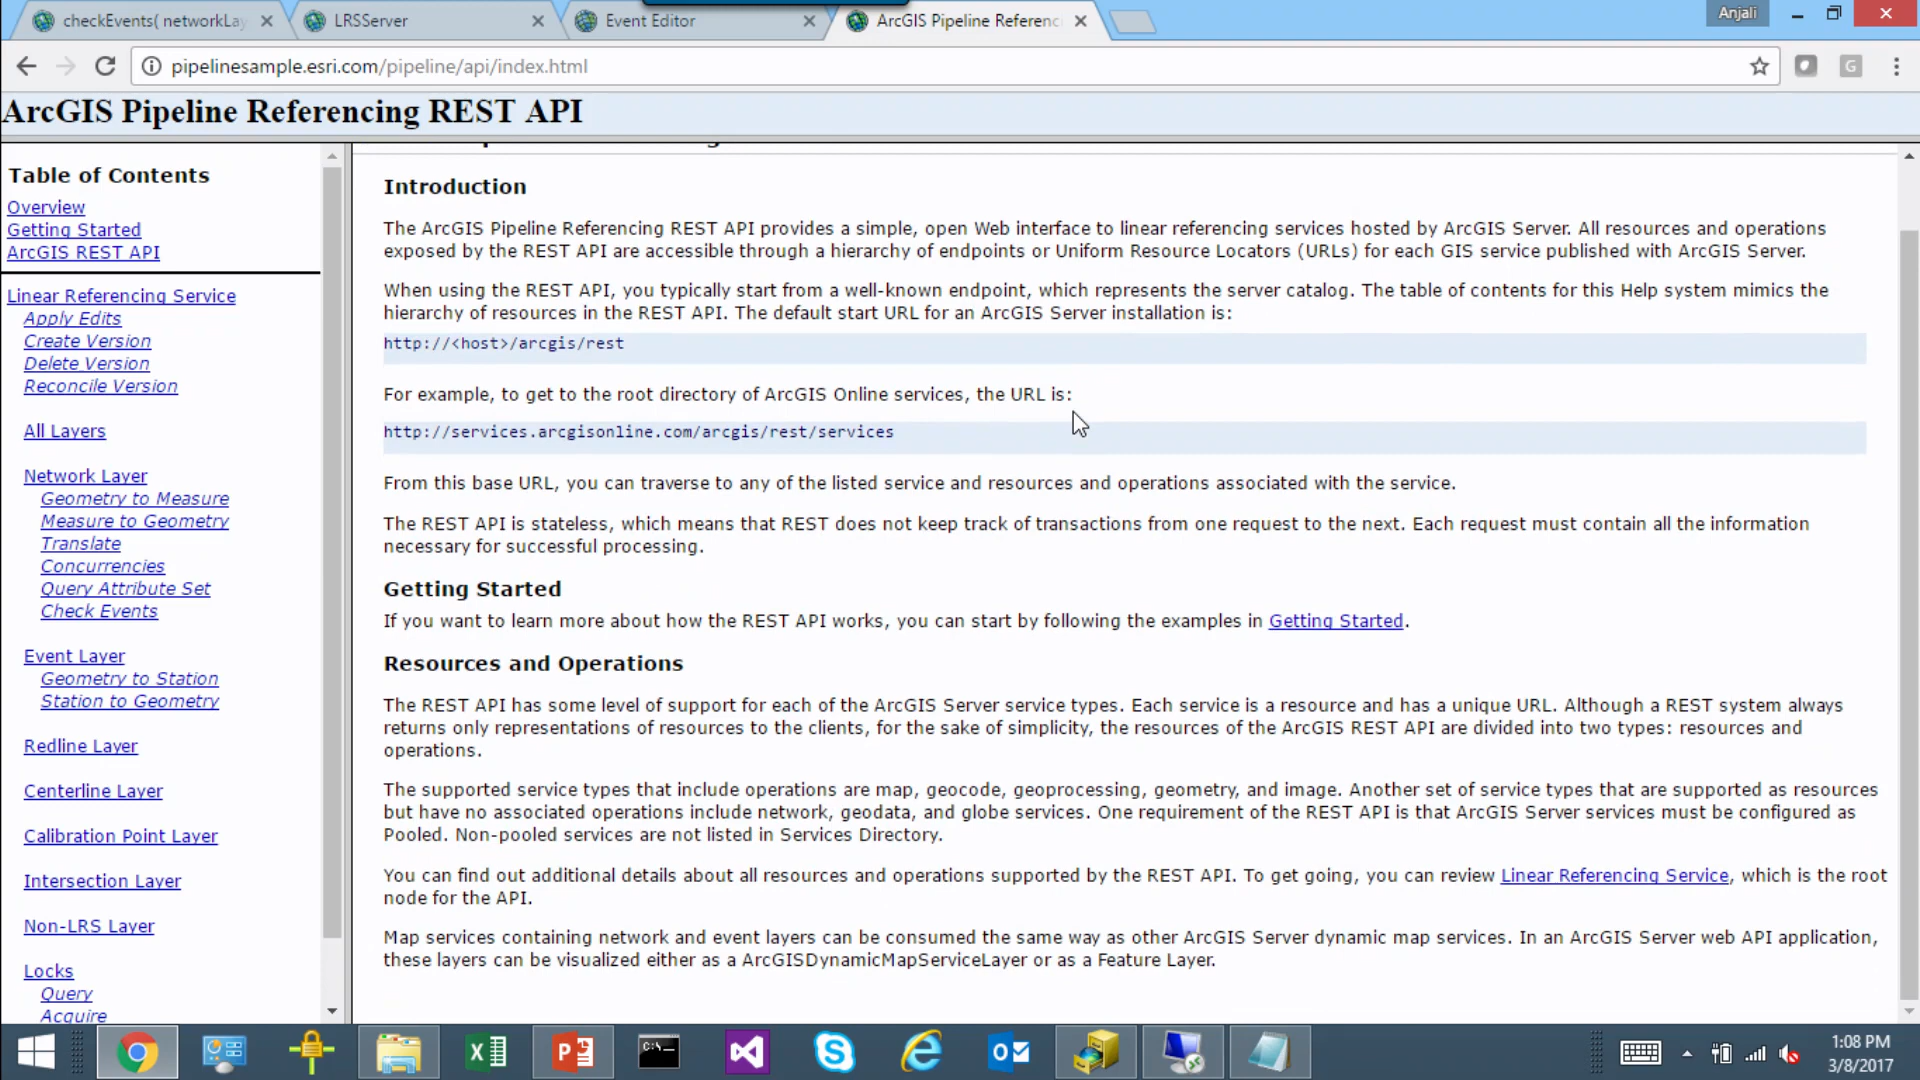 checkEvents( networkLay
LRSServer
Event Editor
ArcGIS Pipeline Referenc
Anjali
pipelinesample.esri.com/pipeline/api/index.html
G
ArcGIS Pipeline Referencing REST API
Table of Contents
Overview
Getting Started
ArcGIS REST API
Linear Referencing Service
Apply Edits
Create Version
Delete Version
Reconcile Version
All Layers
Network Layer
Geometry to Measure
Measure to Geometry
Translate
Concurrencies
Query Attribute Set
Check Events
Event Layer
Geometry to Station
Station to Geometry
Redline Layer
Centerline Layer
Calibration Point Layer
Intersection Layer
Non-LRS Layer
Locks
Query
Acquire
Introduction
The ArcGIS Pipeline Referencing REST API provides a simple, open Web interface to linear referencing services hosted by ArcGIS Server. All resources and operations
exposed by the REST API are accessible through a hierarchy of endpoints or Uniform Resource Locators (URLs) for each GIS service published with ArcGIS Server.
When using the REST API, you typically start from a well-known endpoint, which represents the server catalog. The table of contents for this Help system mimics the
hierarchy of resources in the REST API. The default start URL for an ArcGIS Server installation is:
http://<host>/arcgis/rest
For example, to get to the root directory of ArcGIS Online services, the URL is:
http://services.arcgisonline.com/arcgis/rest/services
From this base URL, you can traverse to any of the listed service and resources and operations associated with the service.
The REST API is stateless, which means that REST does not keep track of transactions from one request to the next. Each request must contain all the information
necessary for successful processing.
Getting Started
If you want to learn more about how the REST API works, you can start by following the examples in Getting Started.
Resources and Operations
The REST API has some level of support for each of the ArcGIS Server service types. Each service is a resource and has a unique URL. Although a REST system always
returns only representations of resources to the clients, for the sake of simplicity, the resources of the ArcGIS REST API are divided into two types: resources and
operations.
The supported service types that include operations are map, geocode, geoprocessing, geometry, and image. Another set of service types that are supported as resources
but have no associated operations include network, geodata, and globe services. One requirement of the REST API is that ArcGIS Server services must be configured as
Pooled. Non-pooled services are not listed in Services Directory.
You can find out additional details about all resources and operations supported by the REST API. To get going, you can review Linear Referencing Service, which is the root
node for the API.
Map services containing network and event layers can be consumed the same way as other ArcGIS Server dynamic map services. In an ArcGIS Server web API application,
these layers can be visualized either as a ArcGISDynamicMapServiceLayer or as a Feature Layer.
1:08 PM
3/8/2017